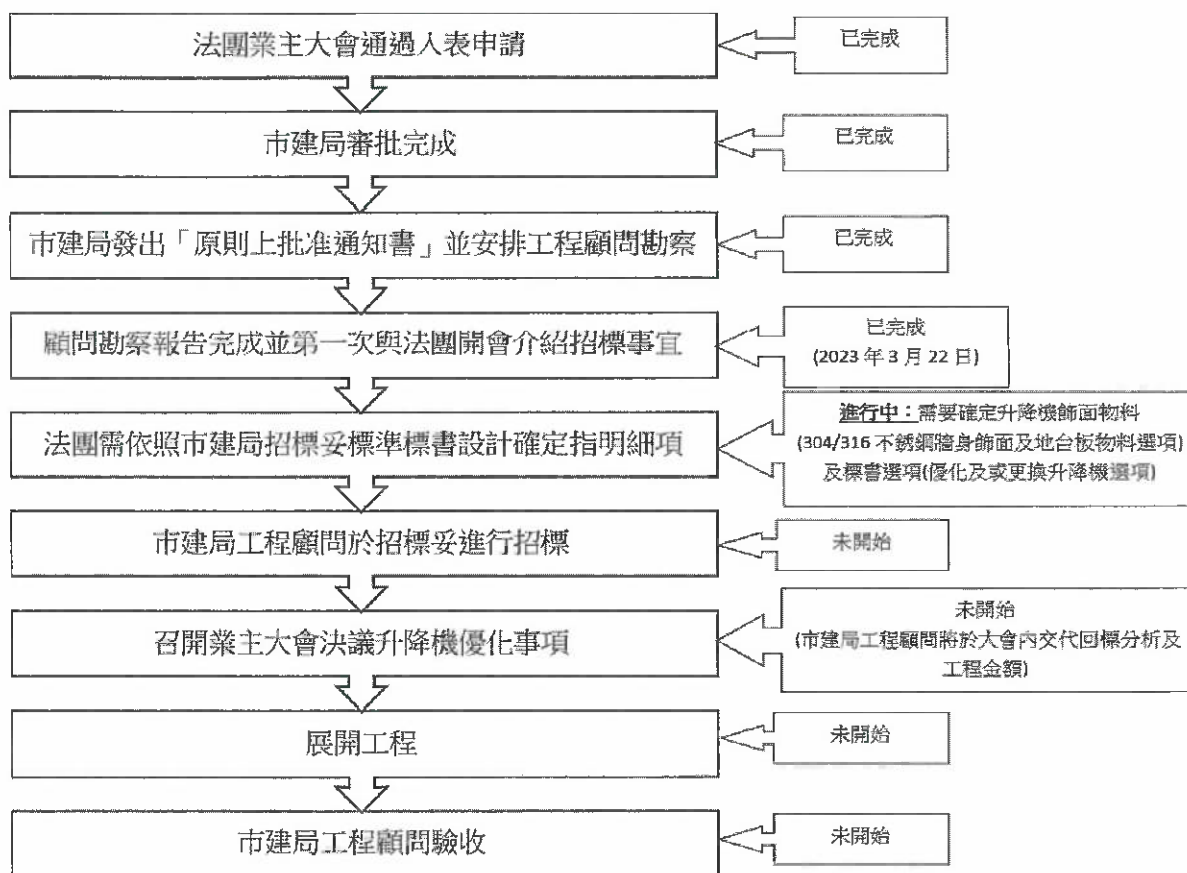 法團業主大會通過入表申請
已完成
市建局審批完成
已完成
市建局發出「原則上批准通知書」並安排工程顧問勘察
已完成
顧問勘察報告完成並第一次與法團開會介紹招標事宜
已完成
(2023 年 3 月 22 日)
法團需依照市建局招標妥標準標書設計確定指明細項
進行中：需要確定升降機飾面物料
(304/316 不銹鋼牆身飾面及地台板物料選項)
及標書選項(優化及或更換升降機選項)
市建局工程顧問於招標妥進行招標
未開始
召開業主大會決議升降機優化事項
未開始
(市建局工程顧問將於大會內交代回標分析及
工程金額)
展開工程
未開始
市建局工程顧問驗收
未開始